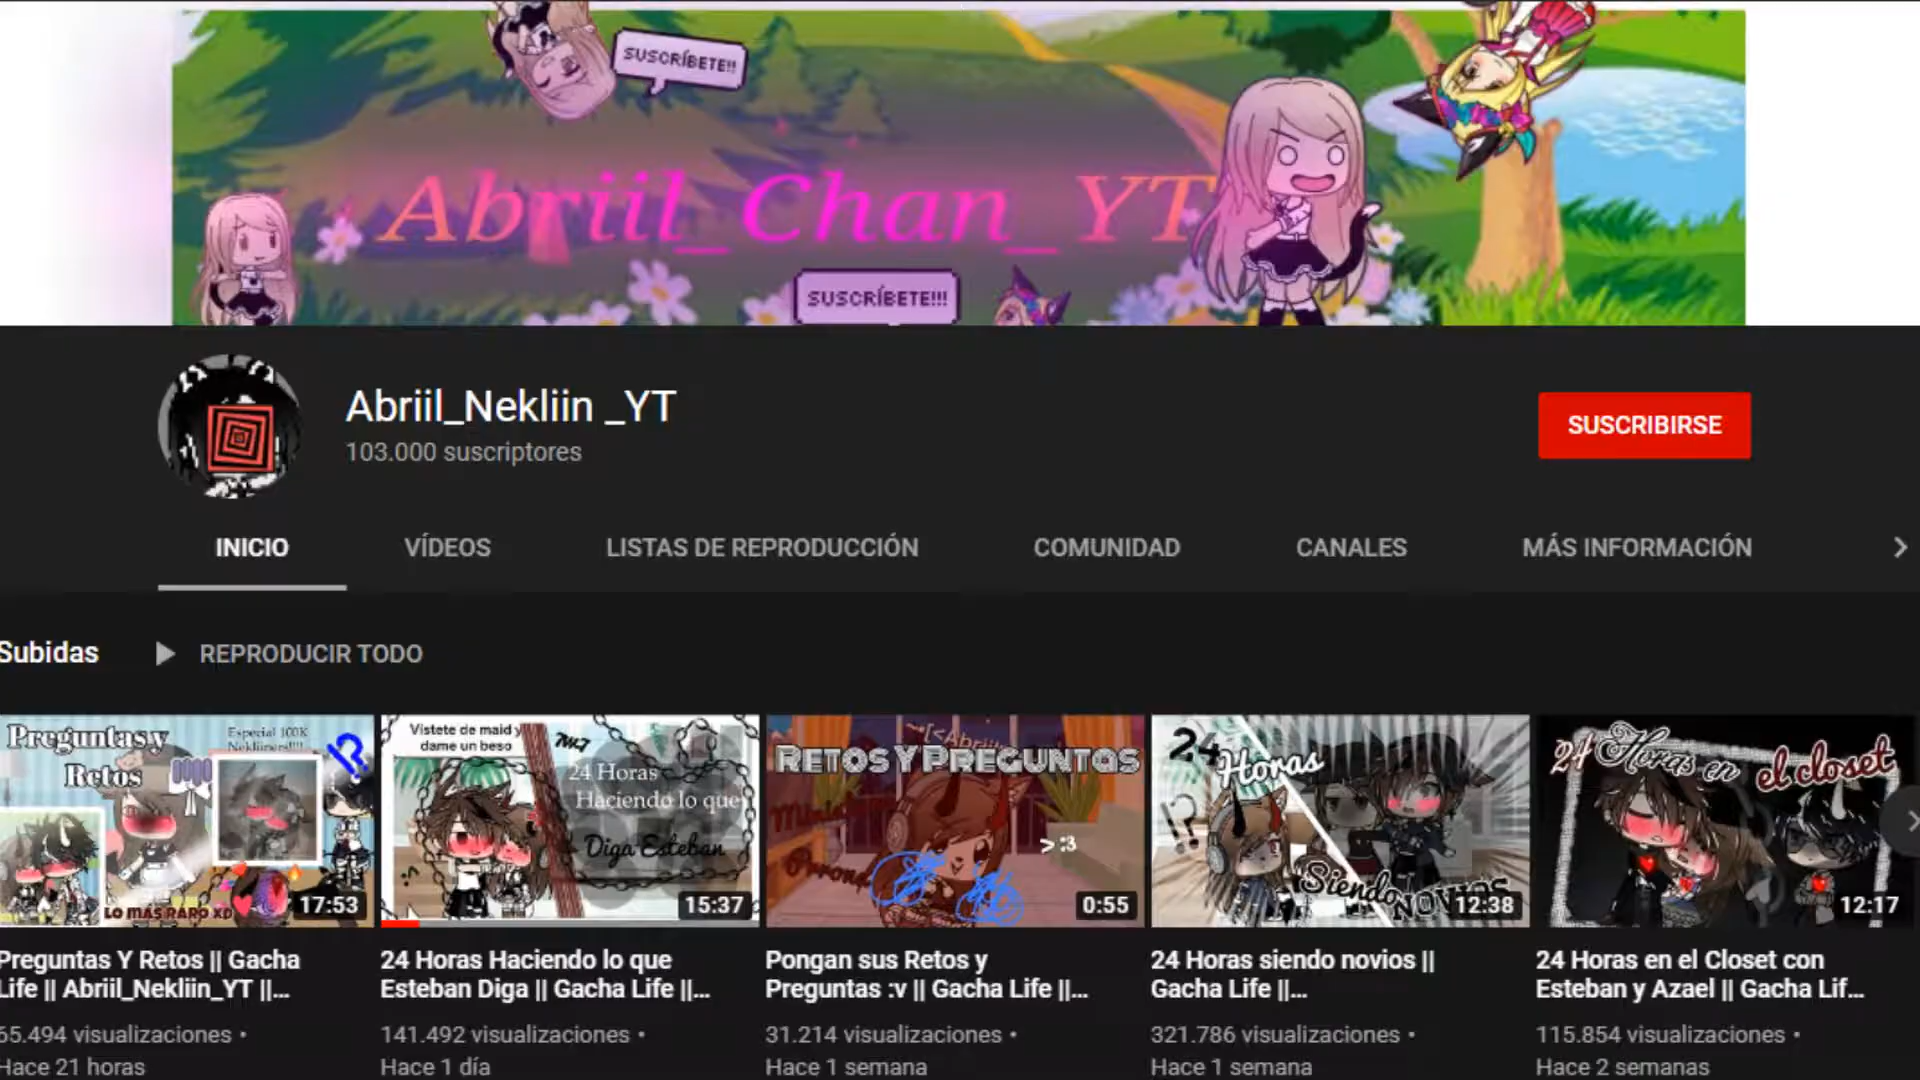 SUSCRÍBETE!!
Abriil_Chan_YT
SUSCRÍBETE!!!
Abriil_Nekliin _YT
103.000 suscriptores
SUSCRIBIRSE
INICIO
VÍDEOS
LISTAS DE REPRODUCCIÓN
COMUNIDAD
CANALES
MÁS INFORMACIÓN
Subidas
REPRODUCIR TODO
Preguntas y
Retos
Especial 100K
Nekliiners!!!!
!?
LO MÁS RARO XD
17:53
Vistete de maid y
dame un beso
7w7
24 Horas
Haciendo lo que
Diga Esteban
15:37
~[<Abriil
RETOS Y PREGUNTAS
> :3
0:55
24 Horas
!?
Siendo NOVIOS
12:38
24 Horas en el closet
12:17
Preguntas Y Retos || Gacha
Life || Abriil_Nekliin_YT ||...
65.494 visualizaciones •
Hace 21 horas
24 Horas Haciendo lo que
Esteban Diga || Gacha Life ||...
141.492 visualizaciones •
Hace 1 día
Pongan sus Retos y
Preguntas :v || Gacha Life ||...
31.214 visualizaciones •
Hace 1 semana
24 Horas siendo novios ||
Gacha Life ||...
321.786 visualizaciones •
Hace 1 semana
24 Horas en el Closet con
Esteban y Azael || Gacha Lif...
115.854 visualizaciones •
Hace 2 semanas